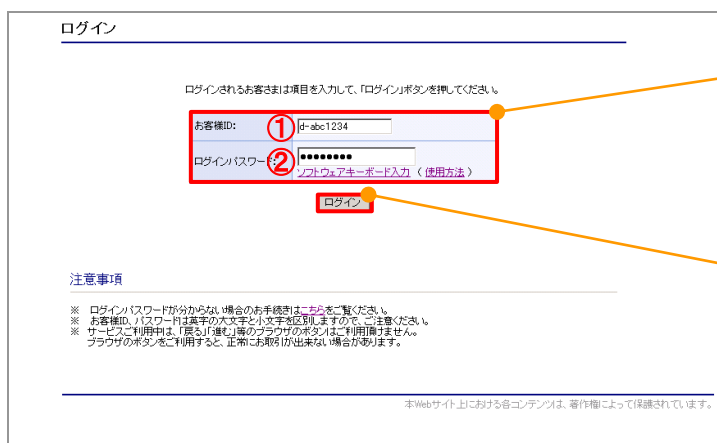 ログイン
ログインされるお客さまは項目を入力して、「ログイン」ボタンを押してください。
お客様ID: ① d-abc1234
ログインパスワード: ② ●●●●●●●●
ソフトウェアキーボード入力 ( 使用方法 )
ログイン
注意事項
※ ログインパスワードが分からない場合のお手続きはこちらをご覧ください。
※ お客様ID、パスワードは英字の大文字と小文字を区別しますので、ご注意ください。
※ サービスご利用中は、「戻る」「進む」等のブラウザのボタンはご利用頂けません。
ブラウザのボタンをご利用すると、正常にお取引が出来ない場合があります。
本Webサイト上における各コンテンツは、著作権によって保護されています。